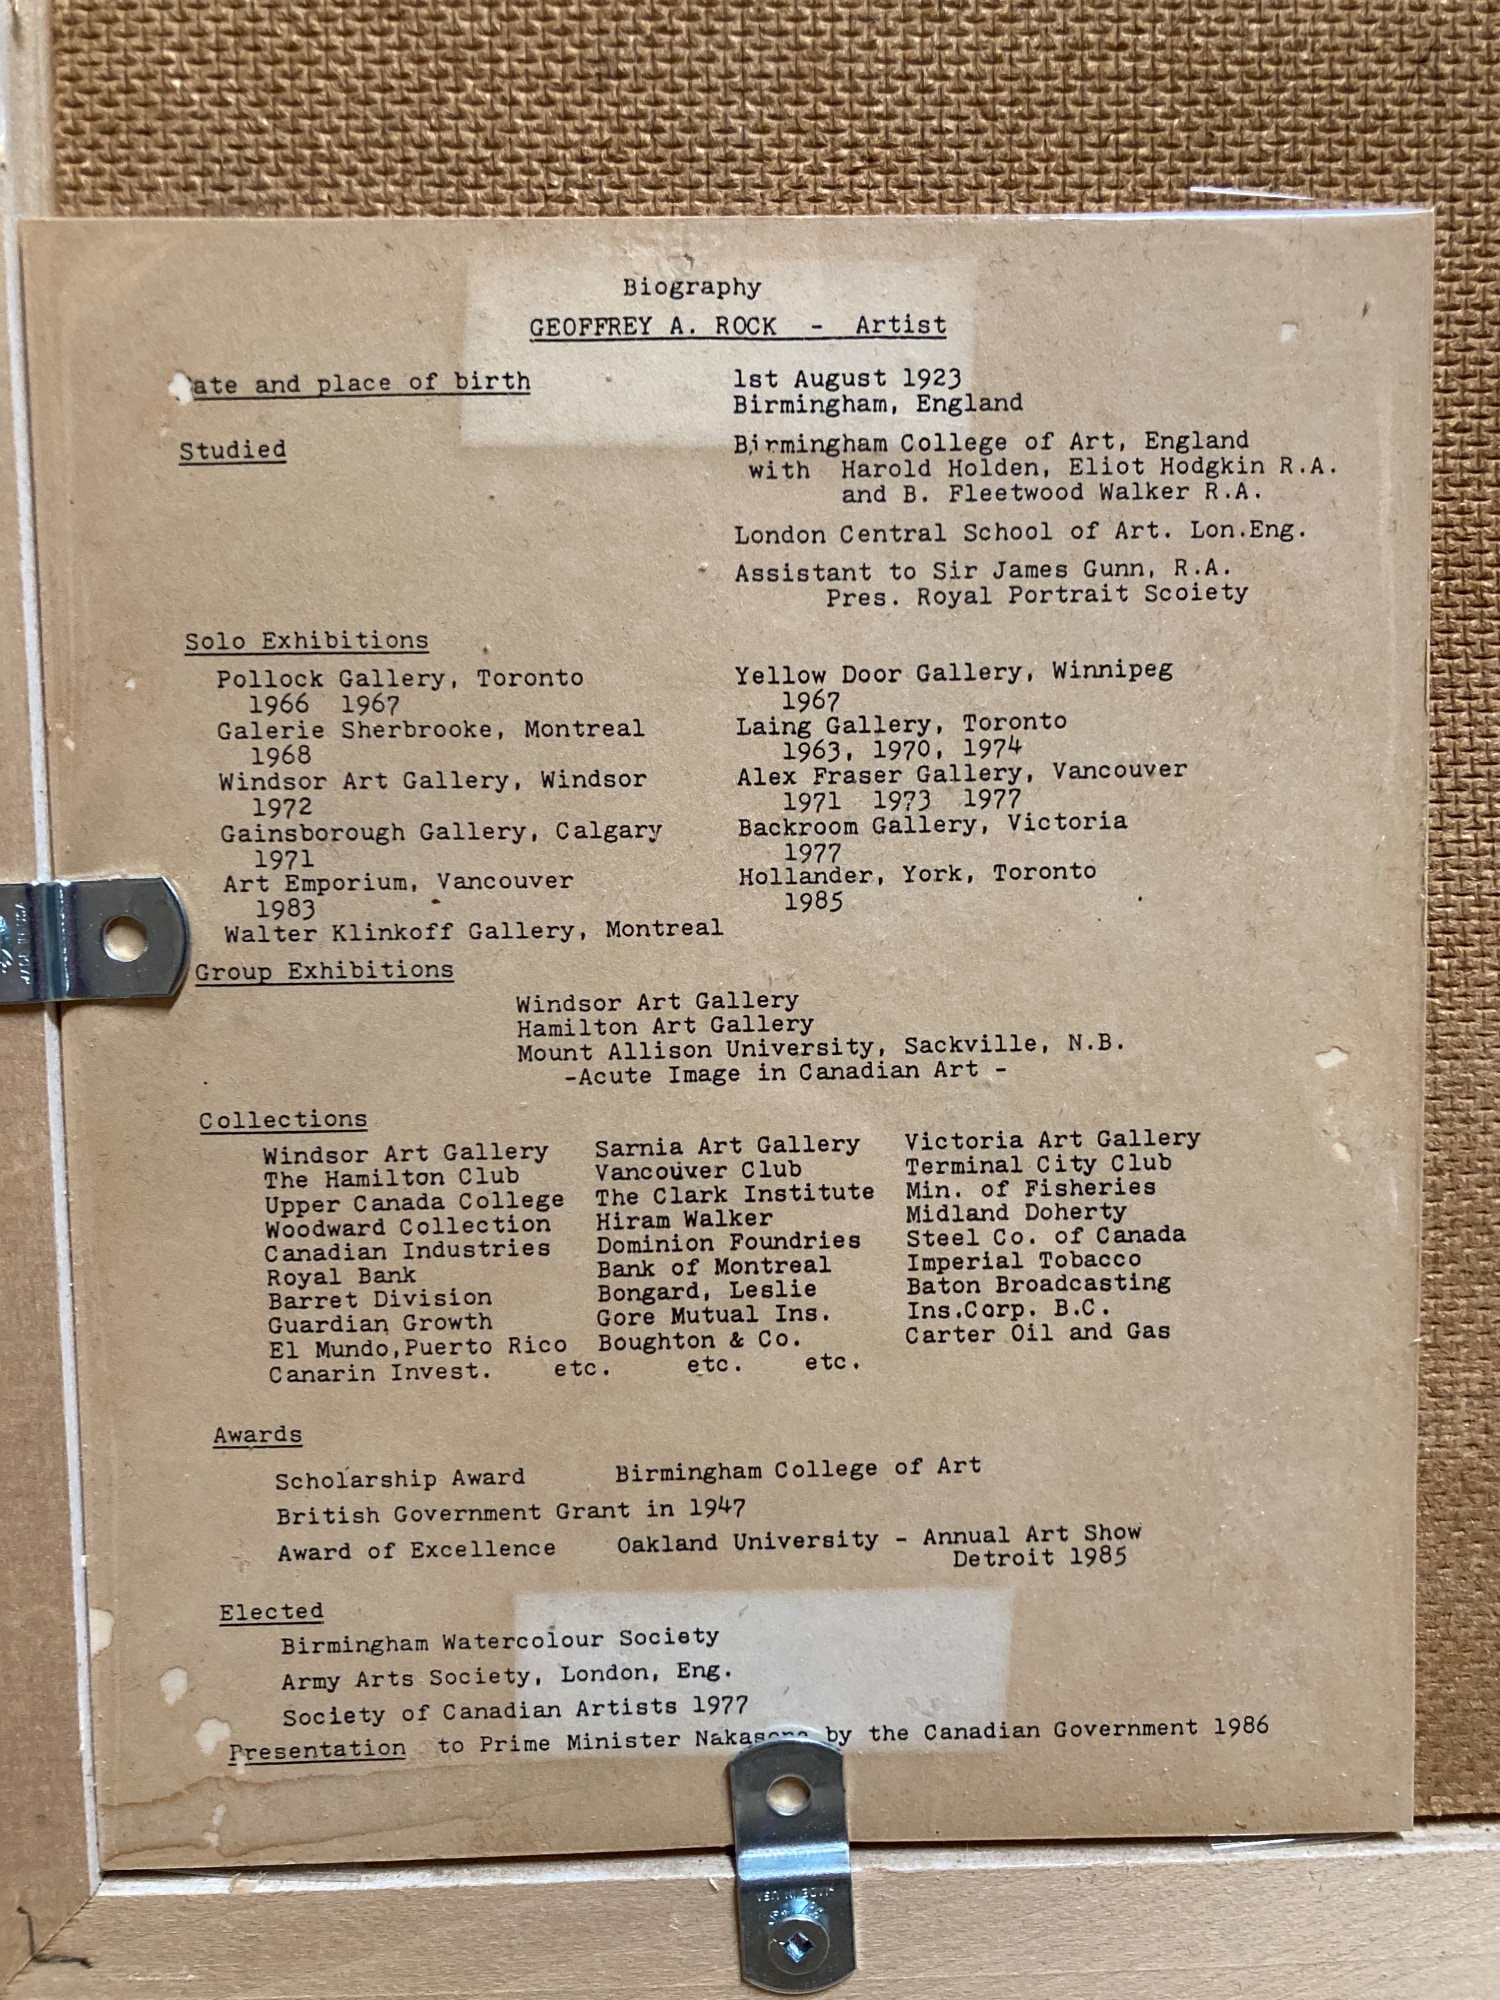 Biography
GEOFFREY A. ROCK - Artist
ate and place of birth 1st August 1923
Birmingham, England
Studied Birmingham College of Art, England
with Harold Holden, Eliot Hodgkin R.A.
and B. Fleetwood Walker R.A.
London Central School of Art. Lon.Eng.
Assistant to Sir James Gunn, R.A.
Pres. Royal Portrait Scoiety
Solo Exhibitions
Pollock Gallery, Toronto Yellow Door Gallery, Winnipeg
1966 1967 1967
Galerie Sherbrooke, Montreal Laing Gallery, Toronto
1968 1963, 1970, 1974
Windsor Art Gallery, Windsor Alex Fraser Gallery, Vancouver
1972 1971 1973 1977
Gainsborough Gallery, Calgary Backroom Gallery, Victoria
1971 1977
Art Emporium, Vancouver Hollander, York, Toronto
1983 1985
Walter Klinkoff Gallery, Montreal
Group Exhibitions
Windsor Art Gallery
Hamilton Art Gallery
Mount Allison University, Sackville, N.B.
-Acute Image in Canadian Art -
Collections
Windsor Art Gallery Sarnia Art Gallery Victoria Art Gallery
The Hamilton Club Vancouver Club Terminal City Club
Upper Canada College The Clark Institute Min. of Fisheries
Woodward Collection Hiram Walker Midland Doherty
Canadian Industries Dominion Foundries Steel Co. of Canada
Royal Bank Bank of Montreal Imperial Tobacco
Barret Division Bongard, Leslie Baton Broadcasting
Guardian Growth Gore Mutual Ins. Ins.Corp. B.C.
El Mundo,Puerto Rico Boughton & Co. Carter Oil and Gas
Canarin Invest. etc. etc. etc.
Awards
Scholarship Award Birmingham College of Art
British Government Grant in 1947
Award of Excellence Oakland University - Annual Art Show
Detroit 1985
Elected
Birmingham Watercolour Society
Army Arts Society, London, Eng.
Society of Canadian Artists 1977
Presentation to Prime Minister Nakasone by the Canadian Government 1986